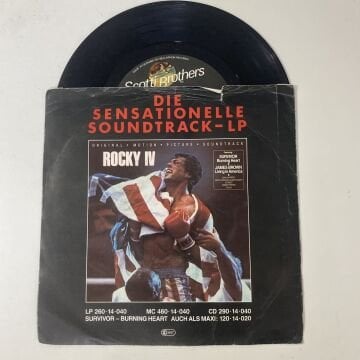 Scotti Brothers
DIE
SENSATIONELLE
SOUNDTRACK-LP
ORIGINAL • MOTION • PICTURE • SOUNDTRACK
ROCKY IV
SURVIVOR
Burning Heart
JAMES BROWN
Living in America
LP 260·14·040 MC 460·14·040 CD 290·14·040
SURVIVOR – BURNING HEART AUCH ALS MAXI: 120·14·020